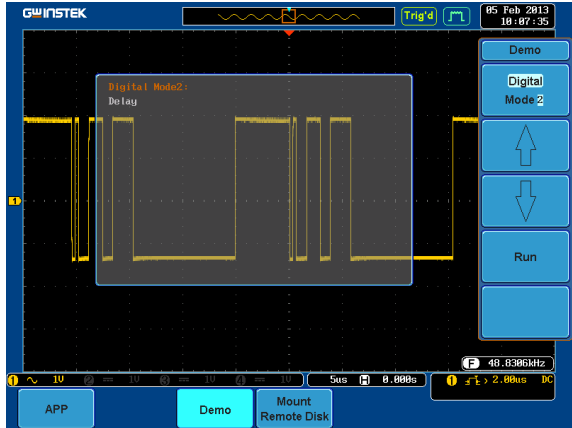 GWINSTEK
Trig'd
05 Feb 2013
10:07:35
Demo
Digital
Mode 2
Digital Mode2:
Delay
1
Run
F 48.8306kHz
1 1V 2 1V 3 1V 4 1V
5us H 0.000s
1 > 2.00us DC
APP
Demo
Mount
Remote Disk